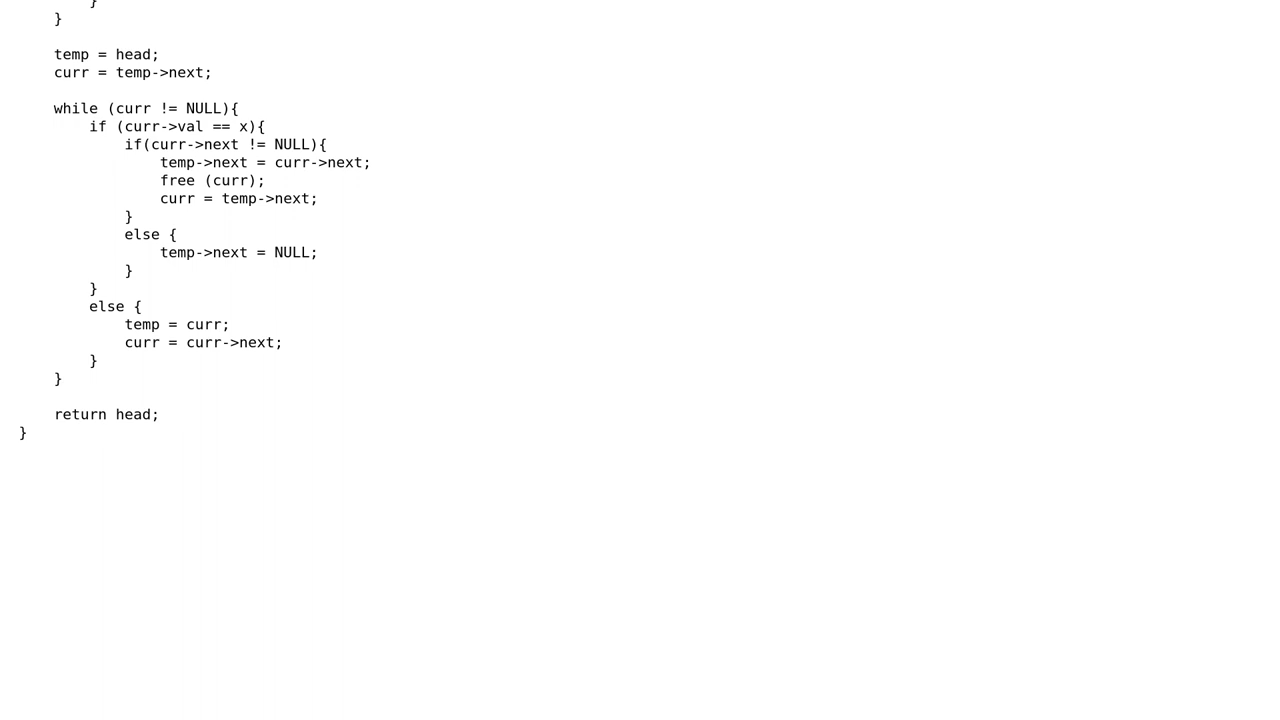 }
}
temp = head;
curr = temp->next;
while (curr != NULL){
if (curr->val == x){
if(curr->next != NULL){
temp->next = curr->next;
free (curr);
curr = temp->next;
}
else {
temp->next = NULL;
}
}
else {
temp = curr;
curr = curr->next;
}
}
return head;
}